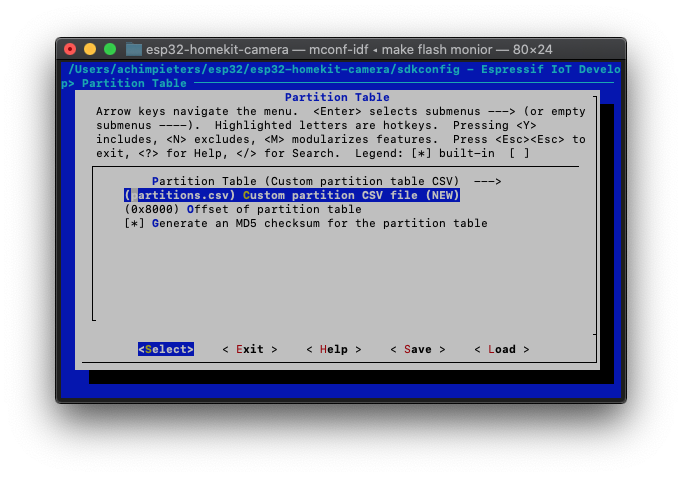 esp32-homekit-camera — mconf-idf ◂ make flash monior — 80×24
/Users/achimpieters/esp32/esp32-homekit-camera/sdkconfig - Espressif IoT Develo
p> Partition Table
Partition Table
Arrow keys navigate the menu.  <Enter> selects submenus ---> (or empty
submenus ----).  Highlighted letters are hotkeys.  Pressing <Y>
includes, <N> excludes, <M> modularizes features.  Press <Esc><Esc> to
exit, <?> for Help, </> for Search.  Legend: [*] built-in  [ ]
Partition Table (Custom partition table CSV)  --->
(partitions.csv) Custom partition CSV file (NEW)
(0x8000) Offset of partition table
[*] Generate an MD5 checksum for the partition table
<Select>    < Exit >    < Help >    < Save >    < Load >